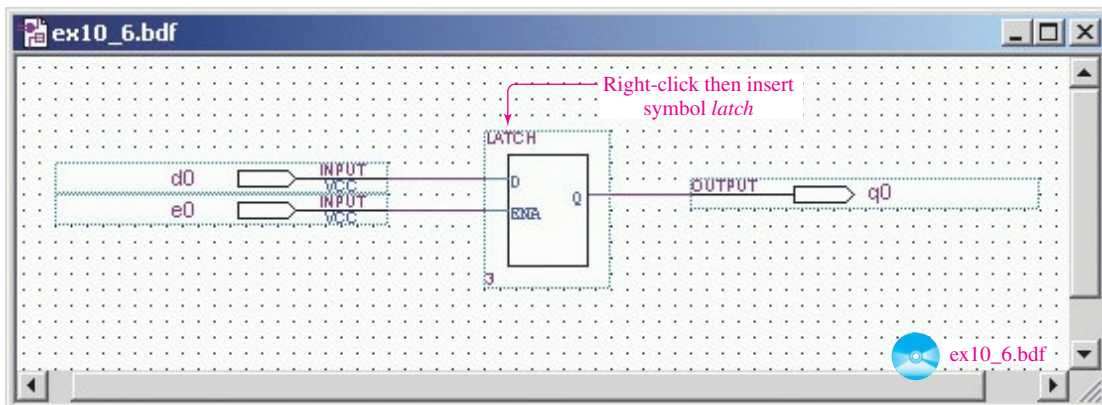 ex10_6.bdf
Right-click then insert
symbol latch
LATCH
d0
INPUT
VCC
e0
INPUT
VCC
D
ENA
Q
3
OUTPUT
q0
ex10_6.bdf